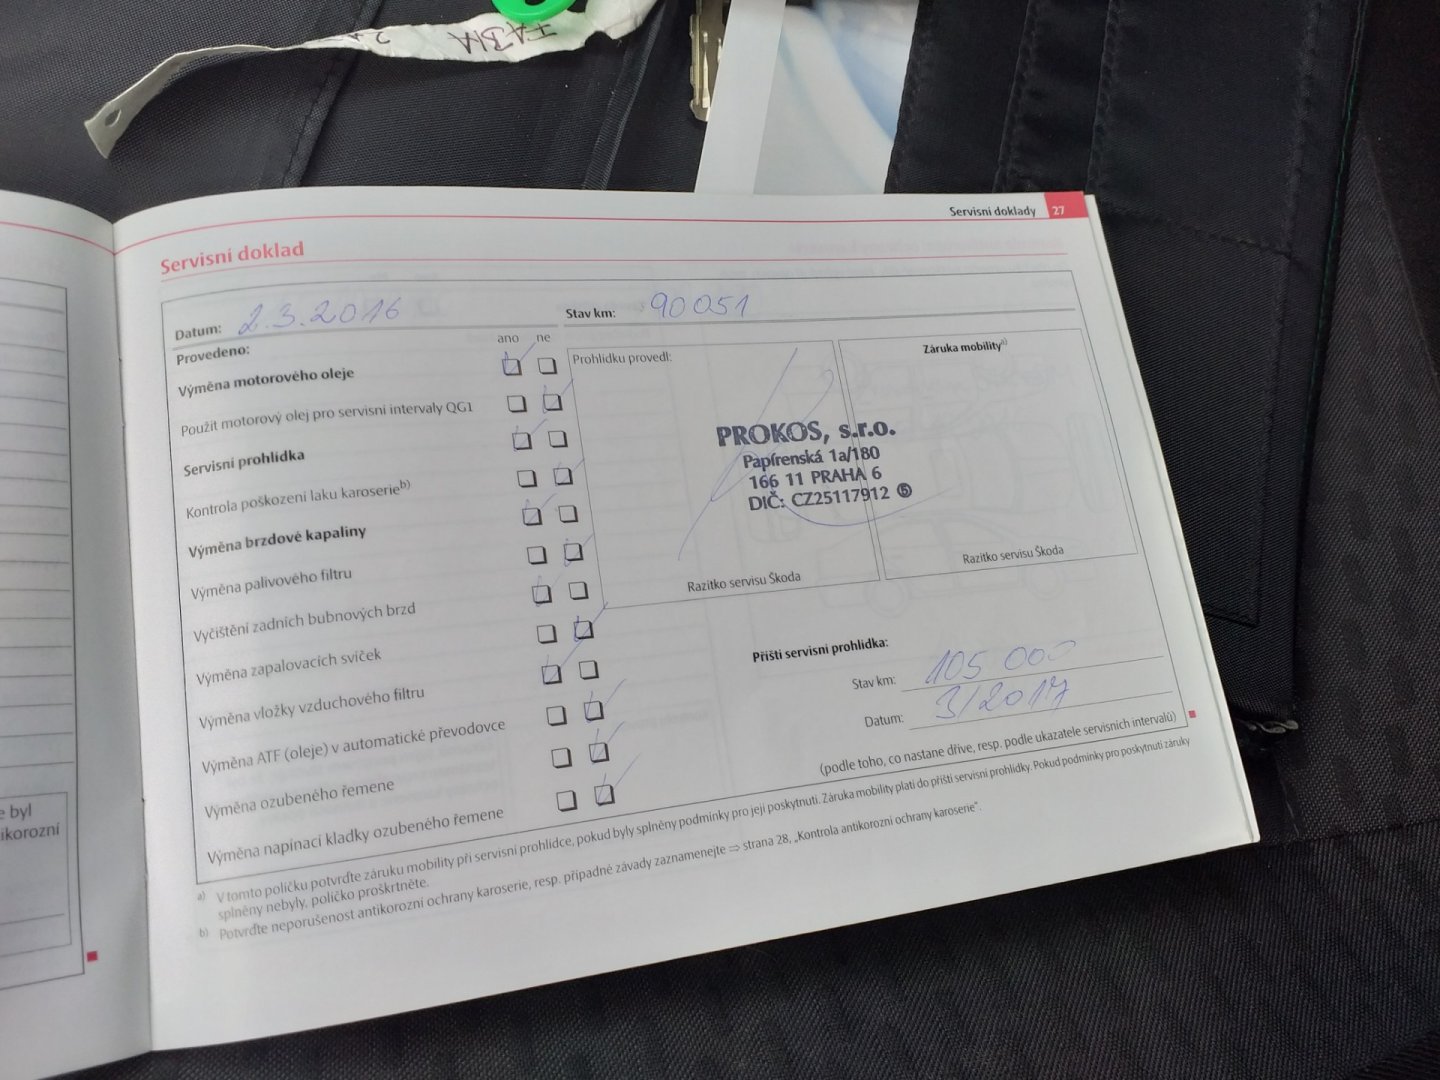 FABIA
Servisní doklady 27
Servisní doklad
Datum: 2.3.2016
Stav km: 90051
Provedeno:
ano ne
Výměna motorového oleje
Použit motorový olej pro servisní intervaly QG1
Servisní prohlídka
Kontrola poškození laku karoserie b)
Výměna brzdové kapaliny
Výměna palivového filtru
Vyčištění zadních bubnových brzd
Výměna zapalovacích svíček
Výměna vložky vzduchového filtru
Výměna ATF (oleje) v automatické převodovce
Výměna ozubeného řemene
Výměna napínací kladky ozubeného řemene
Prohlídku provedl:
PROKOS, s.r.o.
Papírenská 1a/180
166 11 PRAHA 6
DIČ: CZ25117912 5
Razítko servisu Škoda
Záruka mobility a)
Razítko servisu Škoda
Příští servisní prohlídka:
Stav km: 105 000
Datum: 3/2017
(podle toho, co nastane dříve, resp. podle ukazatele servisních intervalů)
a) V tomto políčku potvrďte záruku mobility při servisní prohlídce, pokud byly splněny podmínky pro její poskytnutí. Záruka mobility platí do příští servisní prohlídky. Pokud podmínky pro poskytnutí záruky
splněny nebyly, políčko proškrtněte.
b) Potvrďte neporušenost antikorozní ochrany karoserie, resp. případné závady zaznamenejte ⇒ strana 28, „Kontrola antikorozní ochrany karoserie“.
e byl
ikorozní